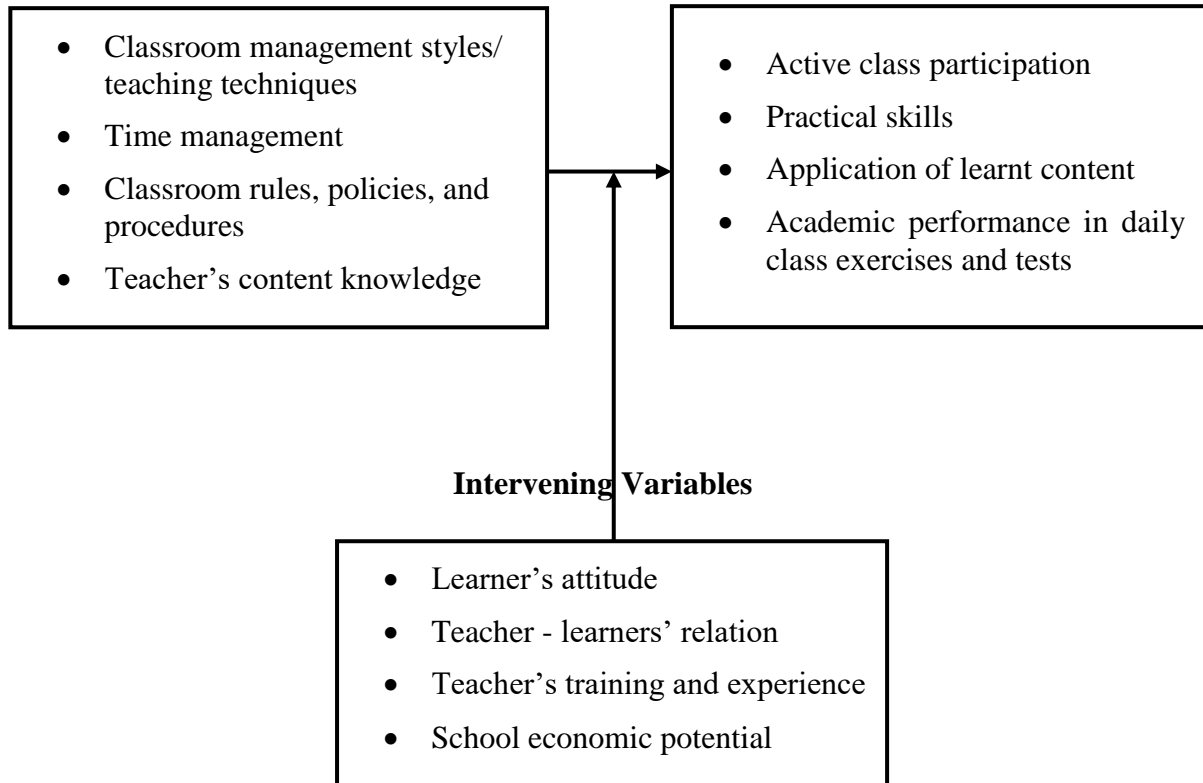 • Classroom management styles/
teaching techniques
• Time management
• Classroom rules, policies, and
procedures
• Teacher’s content knowledge
• Active class participation
• Practical skills
• Application of learnt content
• Academic performance in daily
class exercises and tests
Intervening Variables
• Learner’s attitude
• Teacher - learners’ relation
• Teacher’s training and experience
• School economic potential